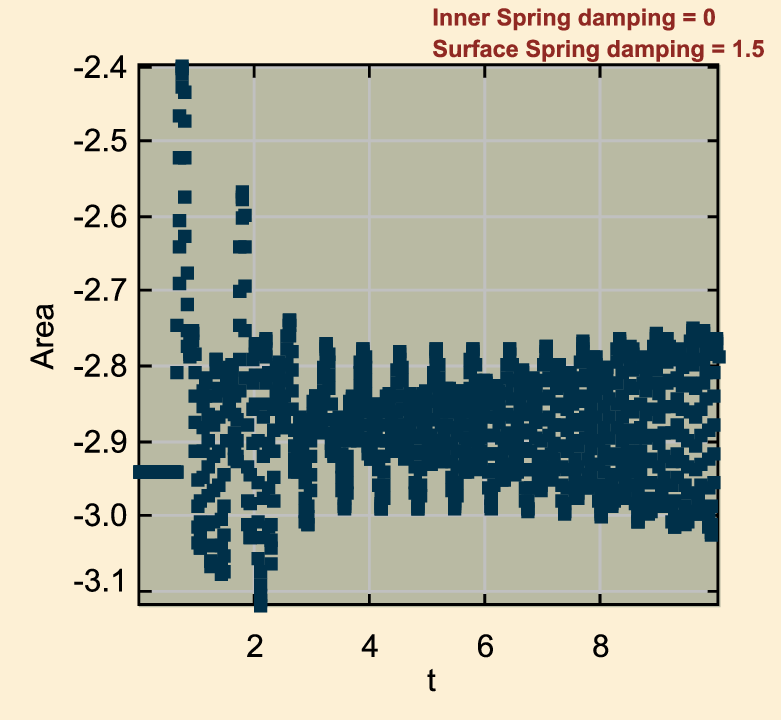 Inner Spring damping = 0
Surface Spring damping = 1.5
-2.4
-2.5
-2.6
-2.7
-2.8
-2.9
-3.0
-3.1
Area
2 4 6 8
t